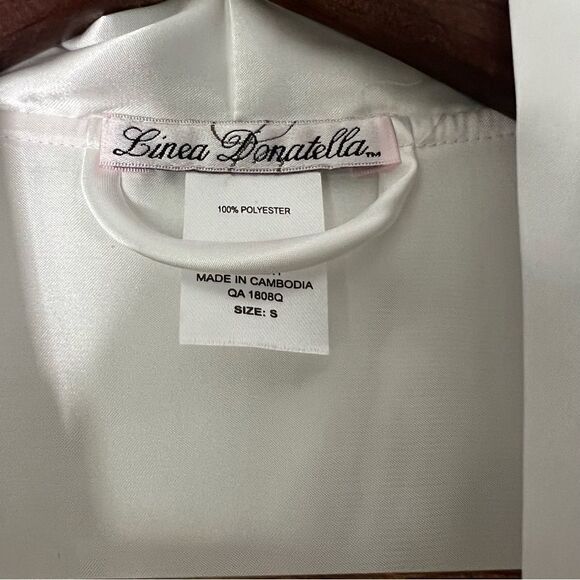 Linea Donatella™
100% POLYESTER
MADE IN CAMBODIA
QA 1808Q
SIZE: S